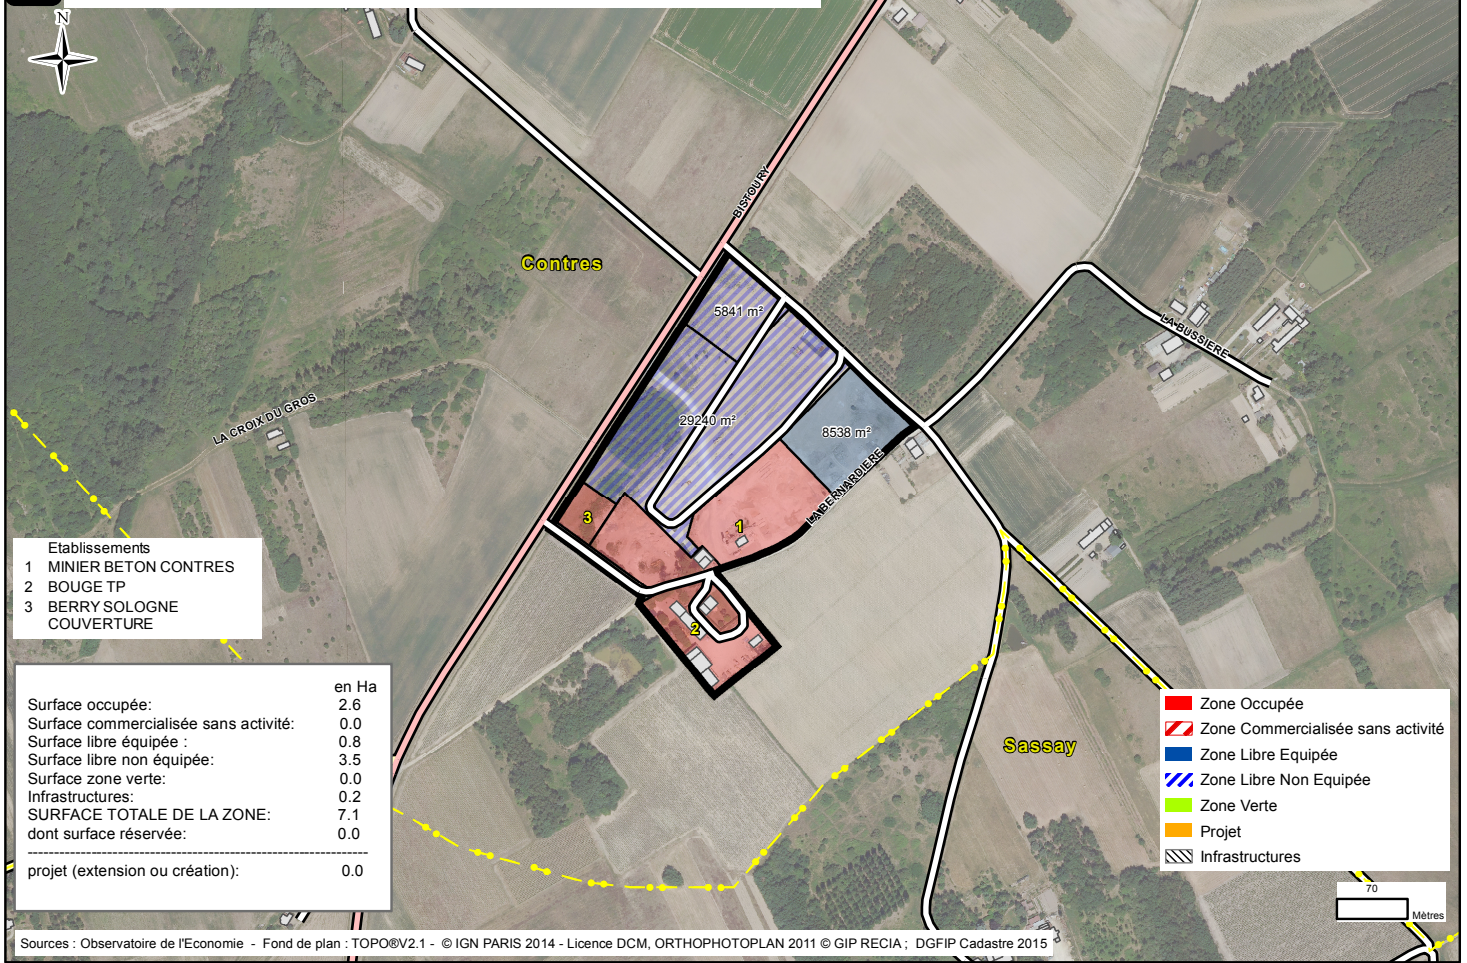 N
BISTOURY
Contres
5841 m²
LA BUSSIERE
LA CROIX DU GROS
29240 m²
8538 m²
LA BERNARDIERE
3
1
2
Etablissements
1 MINIER BETON CONTRES
2 BOUGE TP
3 BERRY SOLOGNE
COUVERTURE
Sassay
en Ha
Surface occupée: 2.6
Surface commercialisée sans activité: 0.0
Surface libre équipée : 0.8
Surface libre non équipée: 3.5
Surface zone verte: 0.0
Infrastructures: 0.2
SURFACE TOTALE DE LA ZONE: 7.1
dont surface réservée: 0.0
projet (extension ou création): 0.0
Zone Occupée
Zone Commercialisée sans activité
Zone Libre Equipée
Zone Libre Non Equipée
Zone Verte
Projet
Infrastructures
70
Mètres
Sources : Observatoire de l'Economie - Fond de plan : TOPO®V2.1 - © IGN PARIS 2014 - Licence DCM, ORTHOPHOTOPLAN 2011 © GIP RECIA ; DGFIP Cadastre 2015